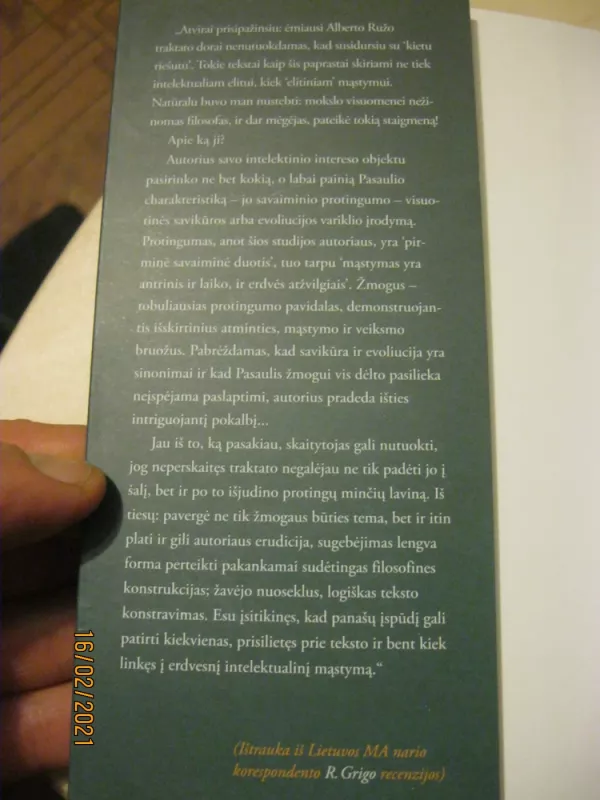 „Atvirai prisipažinsiu: ėmiausi Alberto Ružo
traktato dorai nenutuokdamas, kad susidursiu su ‘kietu
riešutu’. Tokie tekstai kaip šis paprastai skiriami ne tiek
intelektualiam elitui, kiek ‘elitiniam’ mąstymui.
Natūralu buvo man nustebti: mokslo visuomenei neži-
nomas filosofas, ir dar mėgėjas, pateikė tokią staigmeną!
Apie ką ji?
Autorius savo intelektinio intereso objektu
pasirinko ne bet kokią, o labai painią Pasaulio
charakteristiką – jo savaiminio protingumo – visuo-
tinės savikūros arba evoliucijos variklio įrodymą.
Protingumas, anot šios studijos autoriaus, yra ‘pir-
minė savaiminė duotis’, tuo tarpu ‘mąstymas yra
antrinis ir laiko, ir erdvės atžvilgiais’. Žmogus –
tobuliausias protingumo pavidalas, demonstruojan-
tis išskirtinius atminties, mąstymo ir veiksmo
bruožus. Pabrėždamas, kad savikūra ir evoliucija yra
sinonimai ir kad Pasaulis žmogui vis dėlto pasilieka
neįspėjama paslaptimi, autorius pradeda išties
intriguojantį pokalbį...
Jau iš to, ką pasakiau, skaitytojas gali nutuokti,
jog neperskaitęs traktato negalėjau ne tik padėti jo į
šalį, bet ir po to išjudino protingų minčių laviną. Iš
tiesų: pavergė ne tik žmogaus būties tema, bet ir itin
plati ir gili autoriaus erudicija, sugebėjimas lengva
forma perteikti pakankamai sudėtingas filosofines
konstrukcijas; žavėjo nuoseklus, logiškas teksto
konstravimas. Esu įsitikinęs, kad panašų įspūdį gali
patirti kiekvienas, prisilietęs prie teksto ir bent kiek
linkęs į erdvesnį intelektualinį mąstymą.“
(Ištrauka iš Lietuvos MA nario
korespondento R. Grigo recenzijos)
16/02/2021